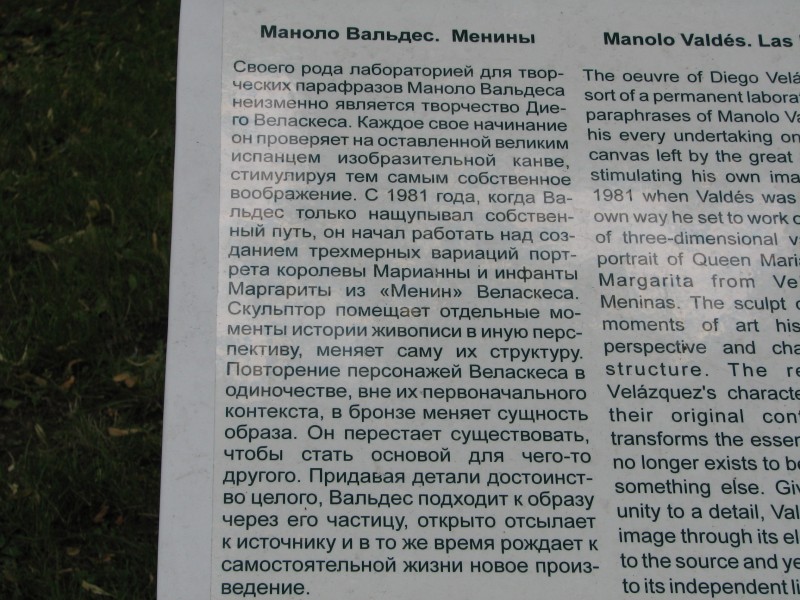 Маноло Вальдес. Менины
Своего рода лабораторией для твор-
ческих парафразов Маноло Вальдеса
неизменно является творчество Дие-
го Веласкеса. Каждое свое начинание
он проверяет на оставленной великим
испанцем изобразительной канве,
стимулируя тем самым собственное
воображение. С 1981 года, когда Ва-
льдес только нащупывал собствен-
ный путь, он начал работать над соз-
данием трехмерных вариаций порт-
рета королевы Марианны и инфанты
Маргариты из «Менин» Веласкеса.
Скульптор помещает отдельные мо-
менты истории живописи в иную перс-
пективу, меняет саму их структуру.
Повторение персонажей Веласкеса в
одиночестве, вне их первоначального
контекста, в бронзе меняет сущность
образа. Он перестает существовать,
чтобы стать основой для чего-то
другого. Придавая детали достоинст-
во целого, Вальдес подходит к образу
через его частицу, открыто отсылает
к источнику и в то же время рождает к
самостоятельной жизни новое произ-
ведение.
Manolo Valdés. Las
The oeuvre of Diego Velá
sort of a permanent labora
paraphrases of Manolo Va
his every undertaking on
canvas left by the great
stimulating his own ima
1981 when Valdés was
own way he set to work o
of three-dimensional v
portrait of Queen Maria
Margarita from Ve
Meninas. The sculpt
moments of art his
perspective and cha
structure. The re
Velázquez's characte
their original con
transforms the essen
no longer exists to be
something else. Giv
unity to a detail, Val
image through its el
to the source and ye
to its independent li